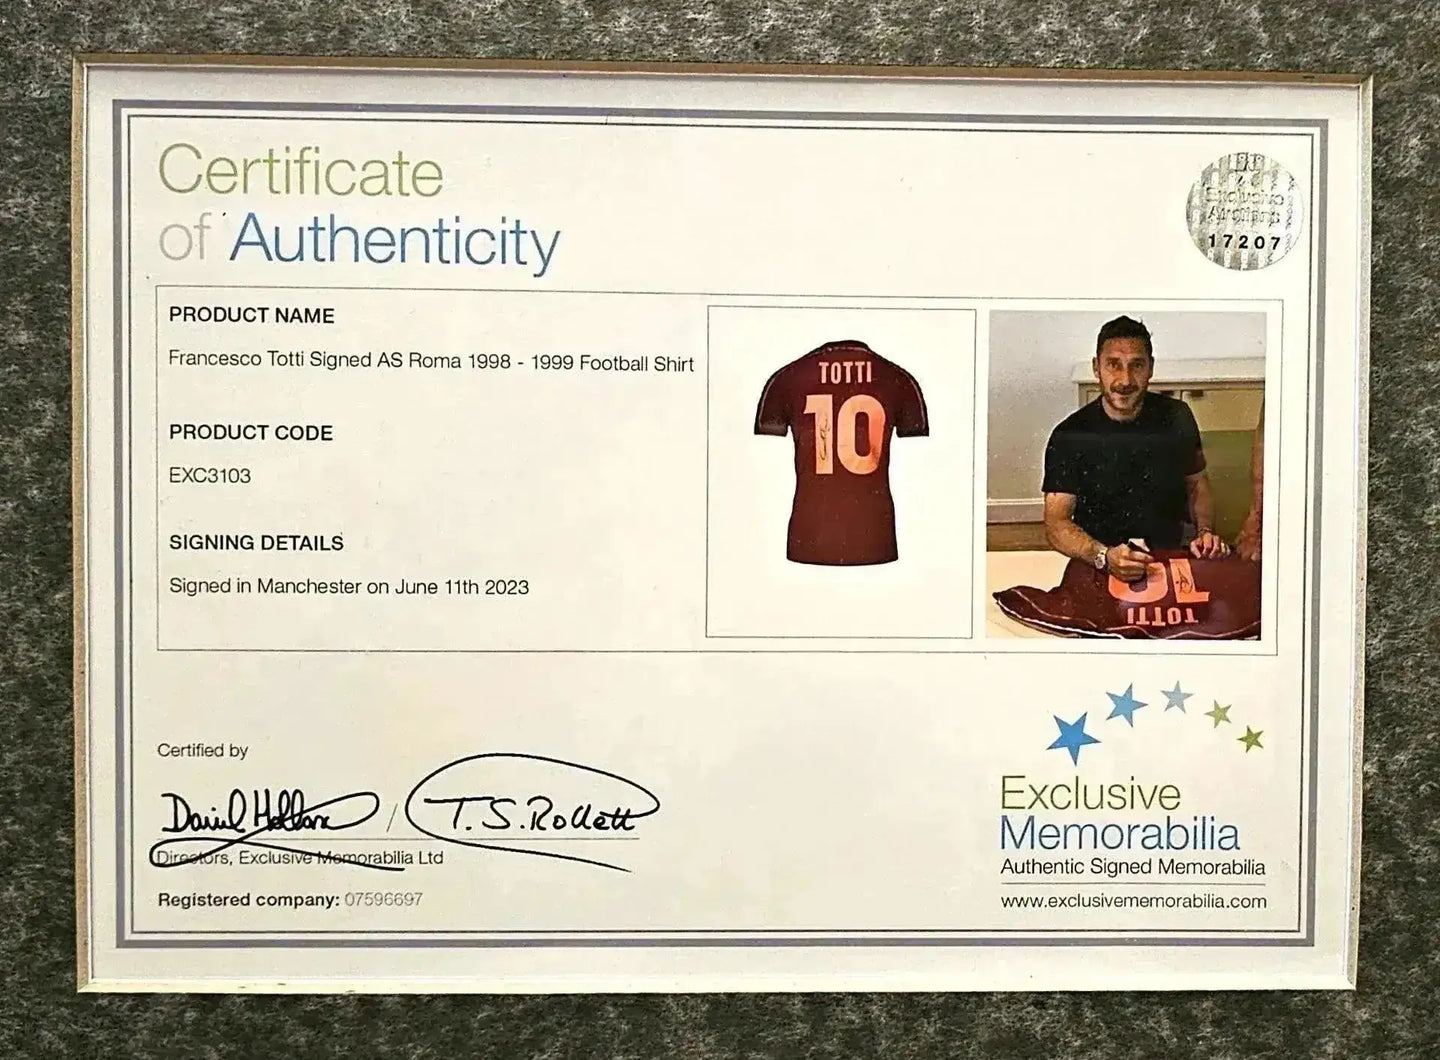 Certificate
of Authenticity
17207
PRODUCT NAME
Francesco Totti Signed AS Roma 1998 - 1999 Football Shirt
PRODUCT CODE
EXC3103
SIGNING DETAILS
Signed in Manchester on June 11th 2023
TOTTI
10
10
TOTTI
Certified by
T.S. Rollett
Directors, Exclusive Memorabilia Ltd
Registered company: 07596697
Exclusive
Memorabilia
Authentic Signed Memorabilia
www.exclusivememorabilia.com